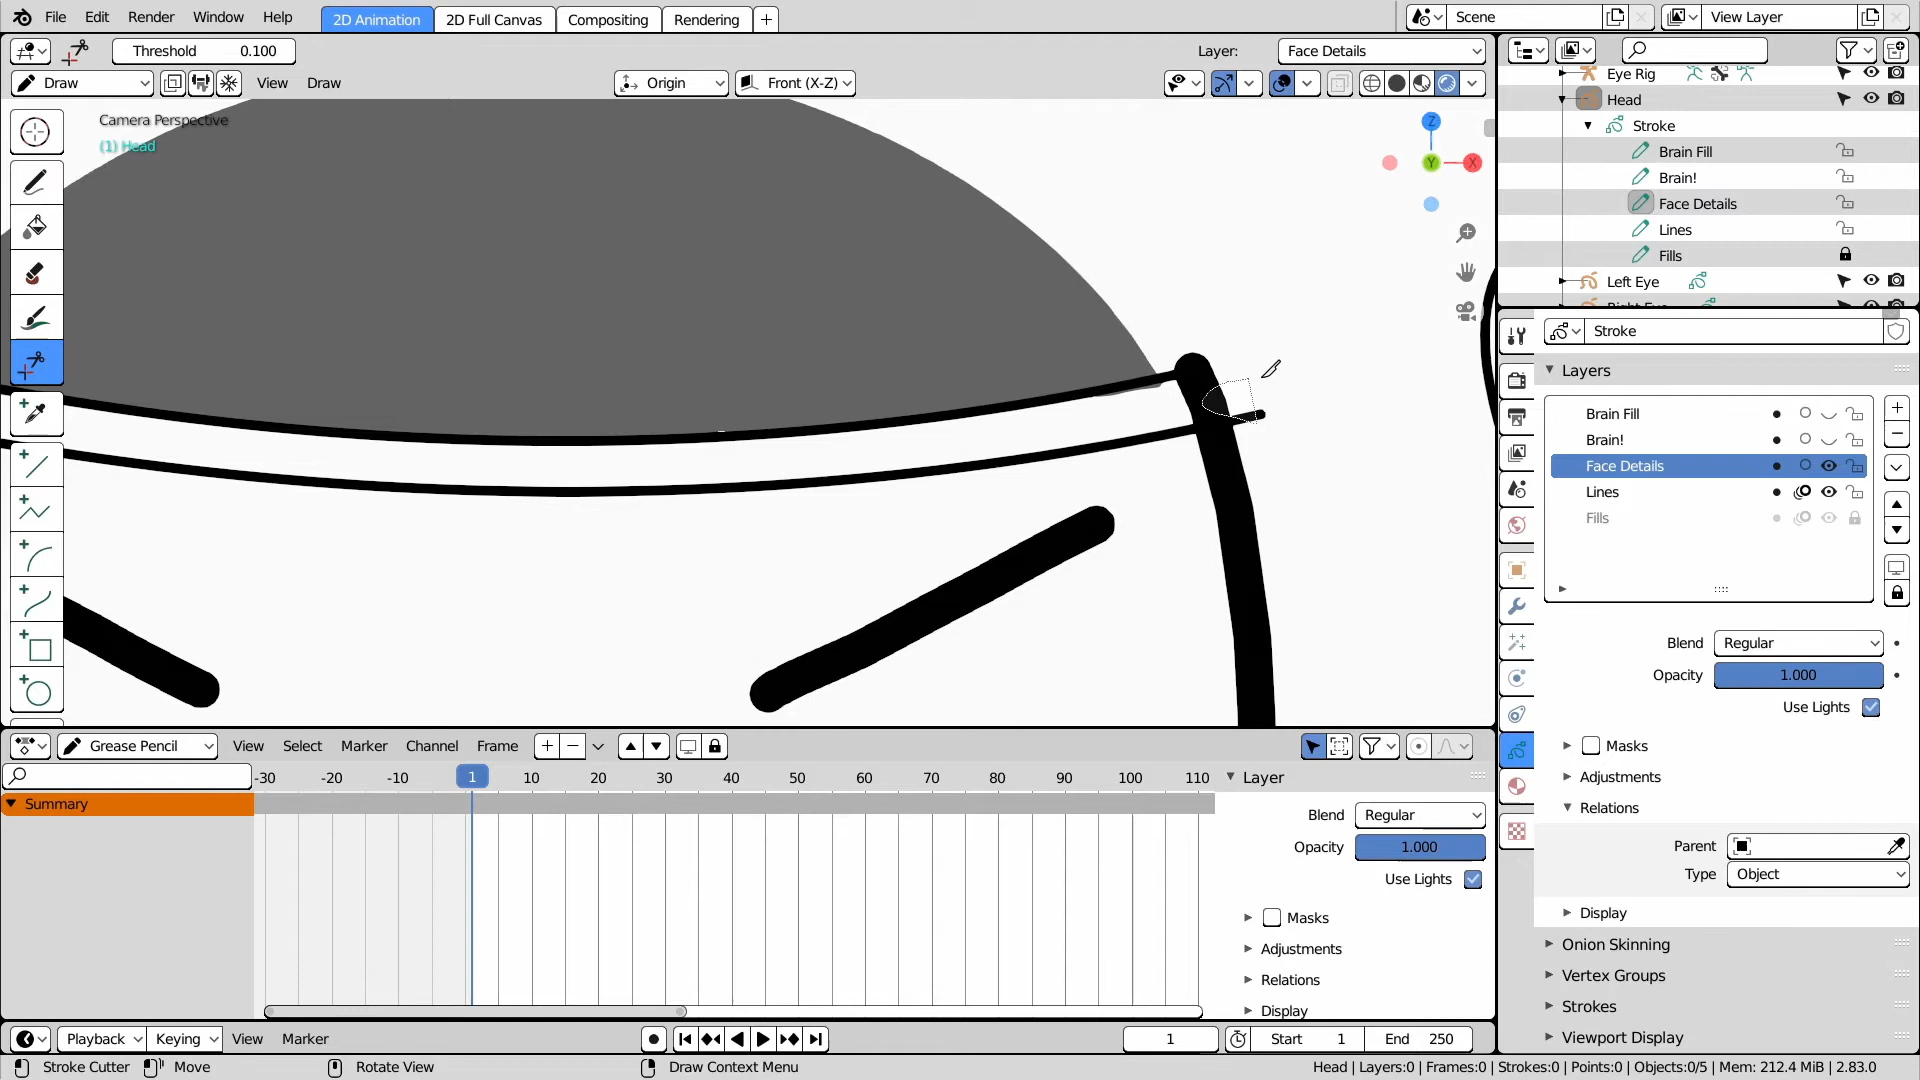 File Edit Render Window Help 2D Animation 2D Full Canvas Compositing Rendering + Scene View Layer
Threshold 0.100 Layer: Face Details
Draw View Draw Origin Front (X-Z)
Camera Perspective
(1) Head
Z
Y
X
Eye Rig
Head
Stroke
Brain Fill
Brain!
Face Details
Lines
Fills
Left Eye
Stroke
Layers
Brain Fill
Brain!
Face Details
Lines
Fills
Blend Regular
Opacity 1.000
Use Lights
Masks
Adjustments
Relations
Parent
Type Object
Display
Onion Skinning
Vertex Groups
Strokes
Viewport Display
Grease Pencil View Select Marker Channel Frame
-30 -20 -10 1 10 20 30 40 50 60 70 80 90 100 110
Summary
Layer
Blend Regular
Opacity 1.000
Use Lights
Masks
Adjustments
Relations
Display
Playback Keying View Marker 1 Start 1 End 250
Stroke Cutter Move Rotate View Draw Context Menu Head | Layers:0 | Frames:0 | Strokes:0 | Points:0 | Objects:0/5 | Mem: 212.4 MiB | 2.83.0